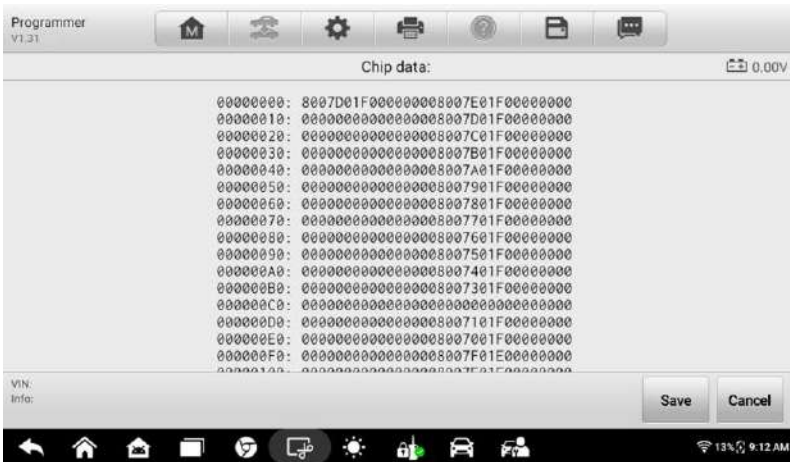 Programmer
V1.31
M
Chip data:
0.00V
00000000: 8007D01F000000008007E01F00000000
00000010: 00000000000000008007D01F00000000
00000020: 00000000000000008007C01F00000000
00000030: 00000000000000008007B01F00000000
00000040: 00000000000000008007A01F00000000
00000050: 00000000000000008007901F00000000
00000060: 00000000000000008007801F00000000
00000070: 00000000000000008007701F00000000
00000080: 00000000000000008007601F00000000
00000090: 00000000000000008007501F00000000
000000A0: 00000000000000008007401F00000000
000000B0: 00000000000000008007301F00000000
000000C0: 00000000000000000000000000000000
000000D0: 00000000000000008007101F00000000
000000E0: 00000000000000008007001F00000000
000000F0: 00000000000000008007F01E00000000
VIN:
Info:
Save
Cancel
13% 9:12 AM